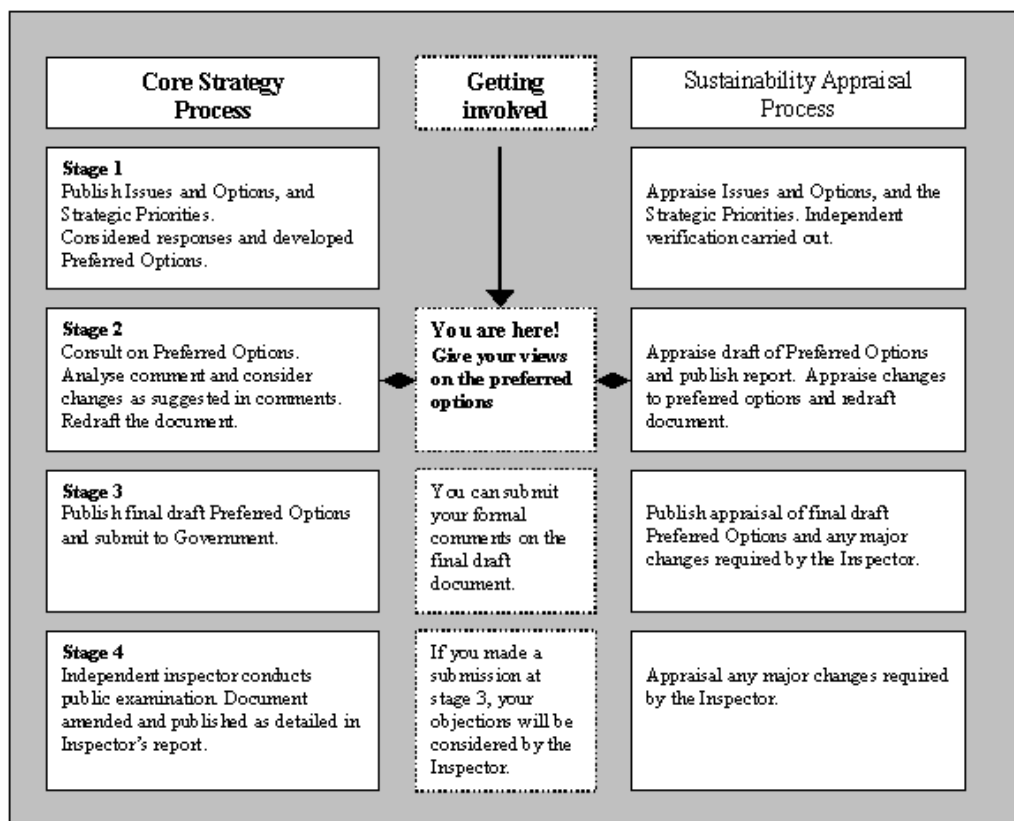 Core Strategy
Process
Getting
involved
Sustainability Appraisal
Process
Stage 1
Publish Issues and Options, and
Strategic Priorities.
Considered responses and developed
Preferred Options.
Appraise Issues and Options, and the
Strategic Priorities. Independent
verification carried out.
Stage 2
Consult on Preferred Options.
Analyse comment and consider
changes as suggested in comments.
Redraft the document.
You are here!
Give your views
on the preferred
options
Appraise draft of Preferred Options
and publish report. Appraise changes
to preferred options and redraft
document.
Stage 3
Publish final draft Preferred Options
and submit to Government.
You can submit
your formal
comments on the
final draft
document.
Publish appraisal of final draft
Preferred Options and any major
changes required by the Inspector.
Stage 4
Independent inspector conducts
public examination. Document
amended and published as detailed in
Inspector's report.
If you made a
submission at
stage 3, your
objections will be
considered by the
Inspector.
Appraisal any major changes required
by the Inspector.